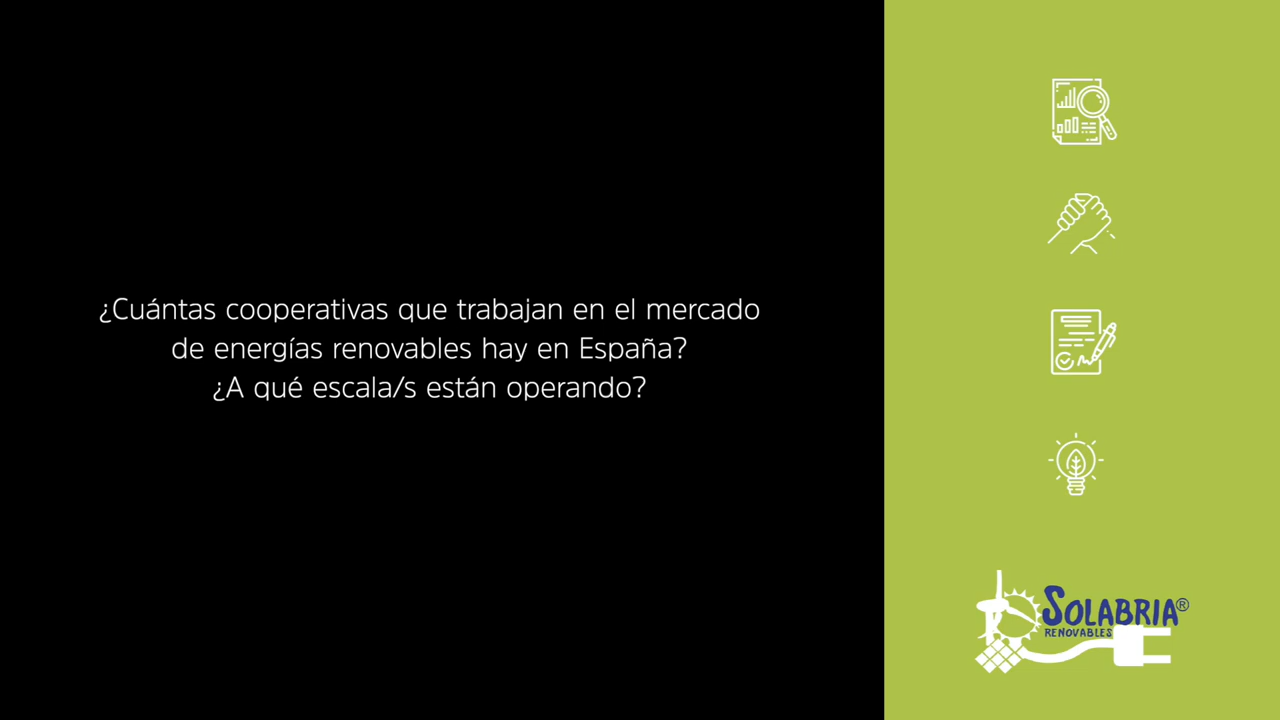 ¿Cuántas cooperativas que trabajan en el mercado
de energías renovables hay en España?
¿A qué escala/s están operando?
SOLABRIA®
RENOVABLES